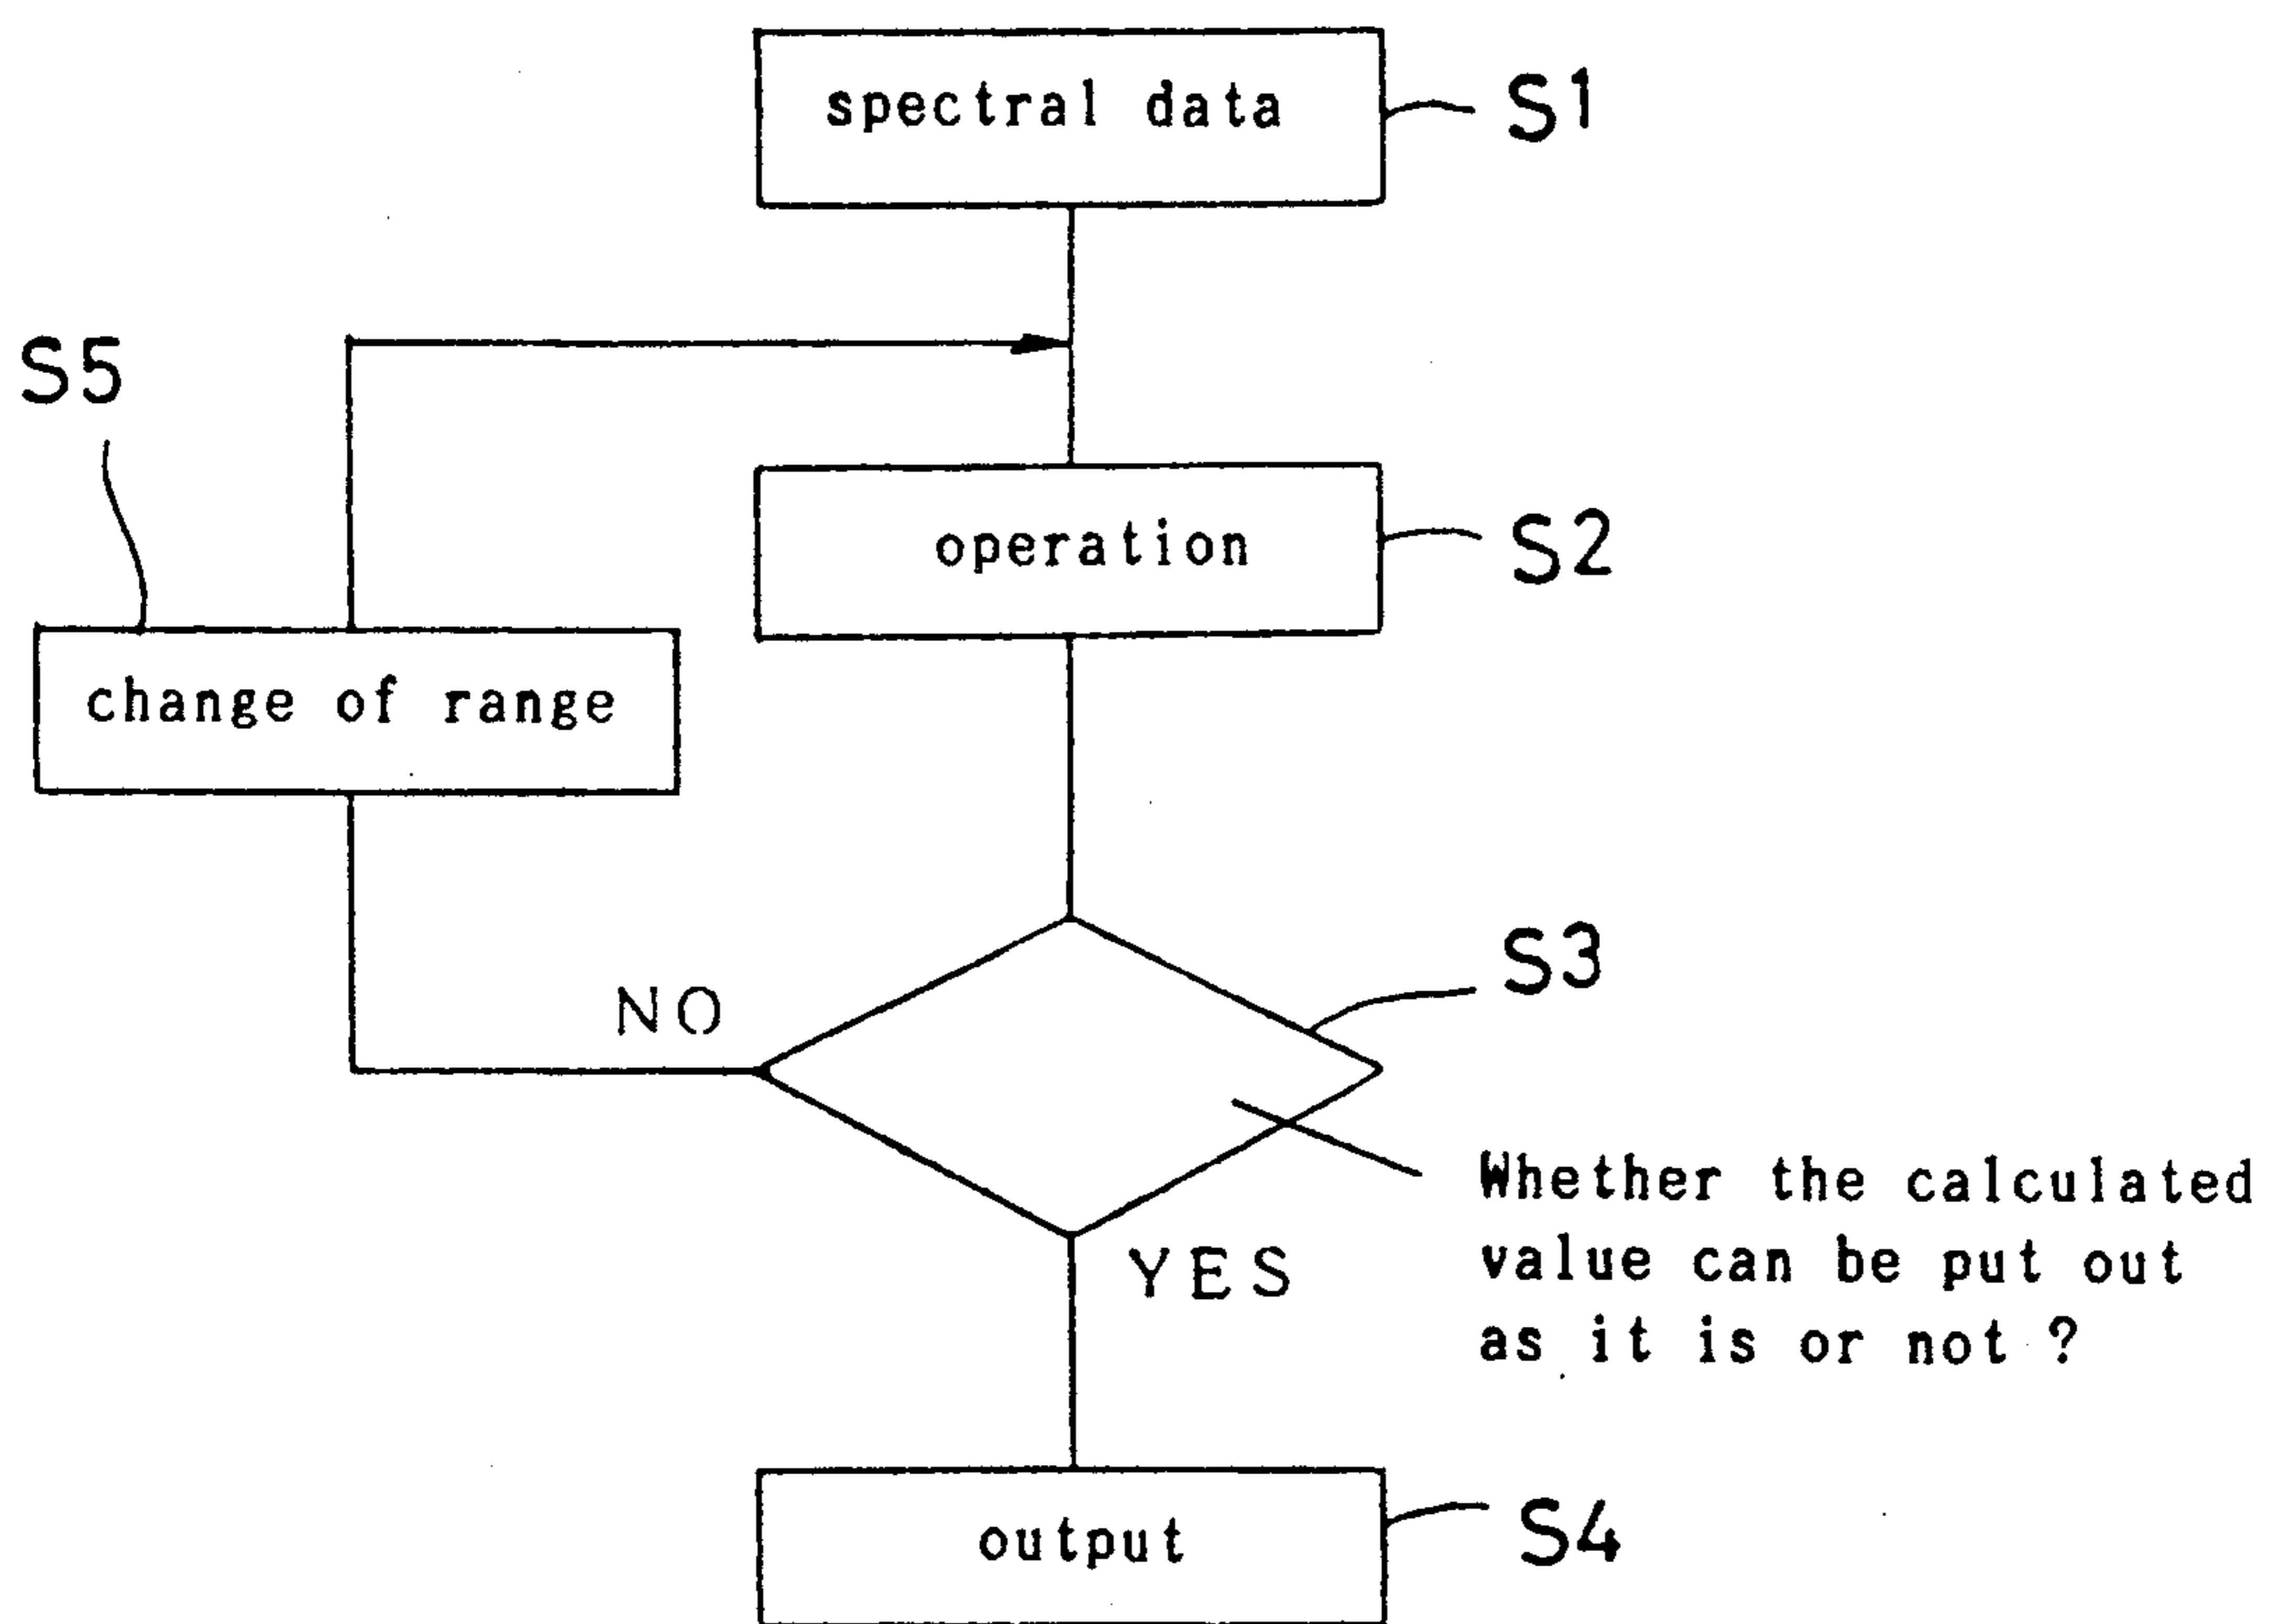 spectral data
S1
S5
operation
S2
change of range
S3
NO
Whether the calculated
value can be put out
as it is or not ?
YES
output
S4